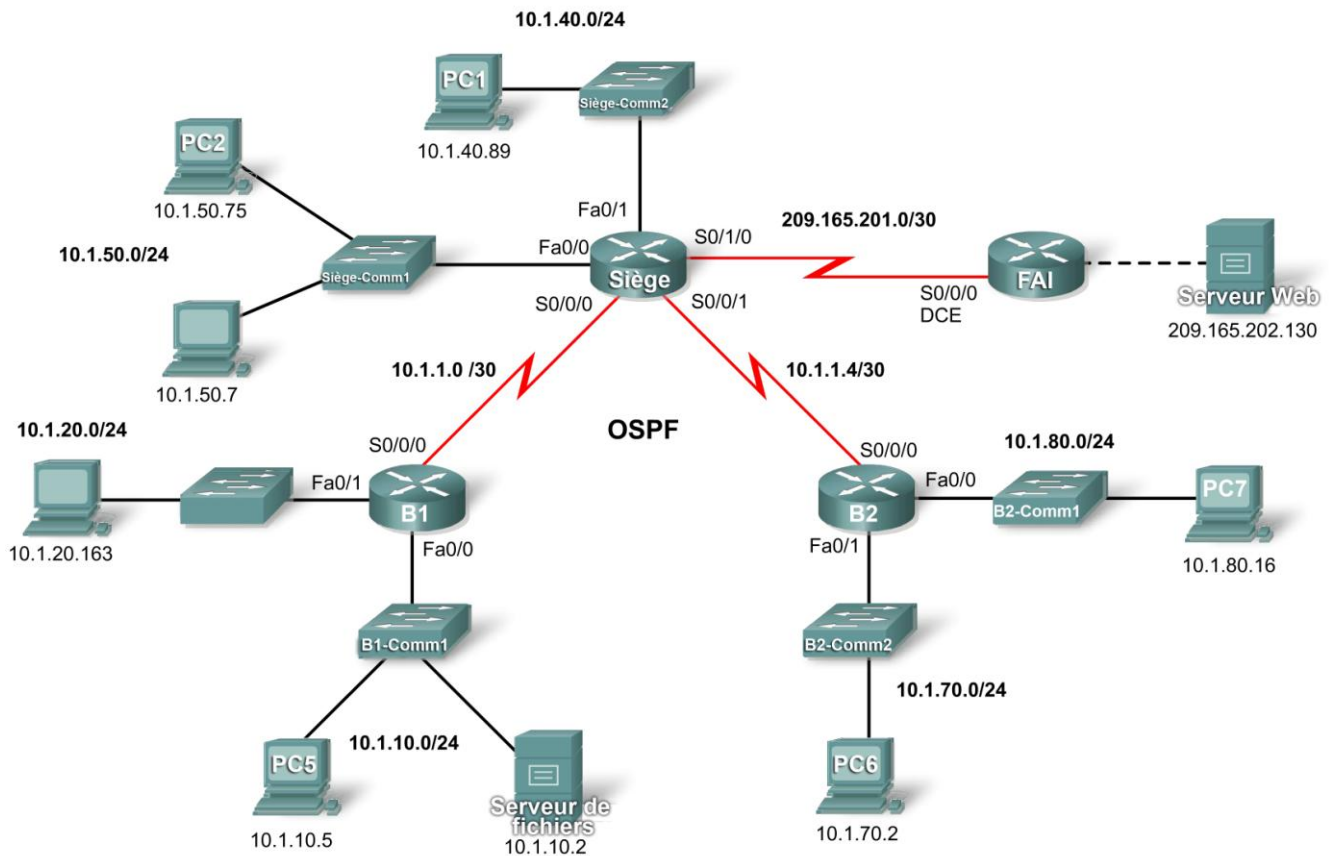 10.1.40.0/24
PC1
Siège-Comm2
10.1.40.89
PC2
10.1.50.75
Fa0/1
10.1.50.0/24
Siège-Comm1
Fa0/0
S0/1/0
209.165.201.0/30
Siège
FAI
Serveur Web
209.165.202.130
S0/0/0
S0/0/1
S0/0/0
DCE
10.1.50.7
10.1.1.0 /30
10.1.1.4/30
OSPF
10.1.20.0/24
S0/0/0
Fa0/1
B1
10.1.20.163
Fa0/0
S0/0/0
B2
Fa0/0
10.1.80.0/24
B2-Comm1
PC7
10.1.80.16
Fa0/1
B1-Comm1
B2-Comm2
10.1.70.0/24
10.1.10.0/24
PC5
10.1.10.5
Serveur de
fichiers
10.1.10.2
PC6
10.1.70.2